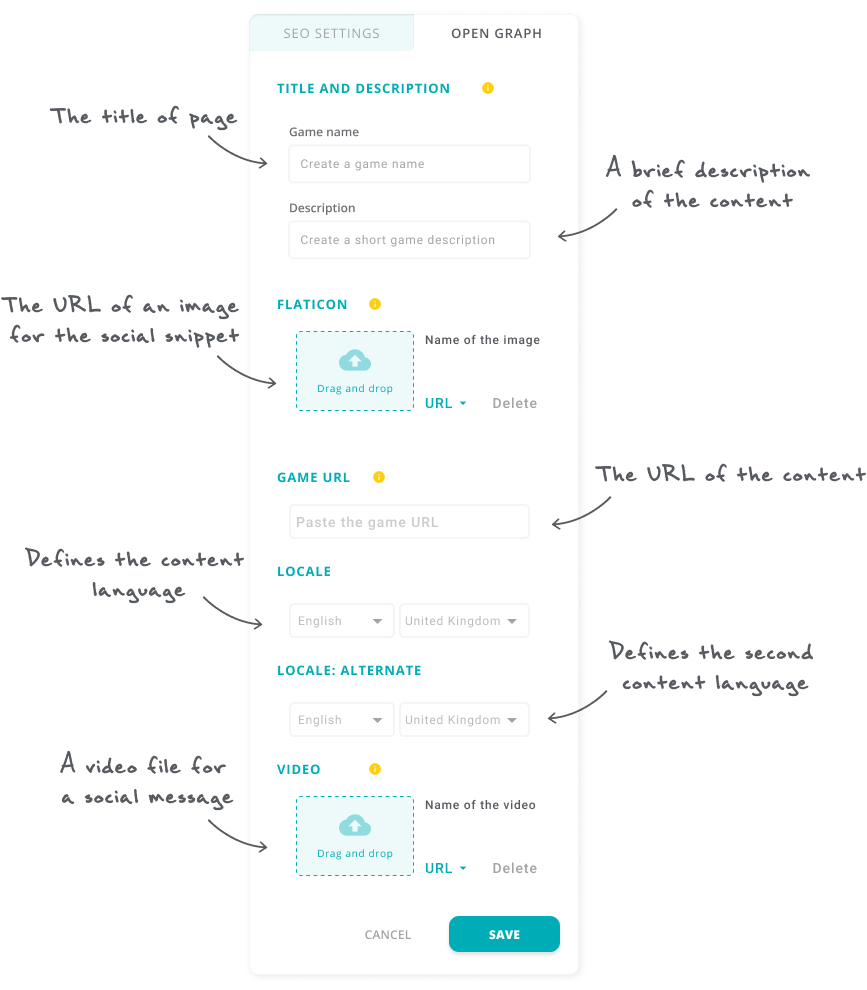 SEO SETTINGS
OPEN GRAPH
TITLE AND DESCRIPTION
The title of page
Game name
Create a game name
A brief description
of the content
Description
Create a short game description
The URL of an image
for the social snippet
FLATICON
Name of the image
Drag and drop
URL
Delete
GAME URL
The URL of the content
Paste the game URL
Defines the content
language
LOCALE
English
United Kingdom
Defines the second
content language
LOCALE: ALTERNATE
English
United Kingdom
A video file for
a social message
VIDEO
Name of the video
Drag and drop
URL
Delete
CANCEL
SAVE